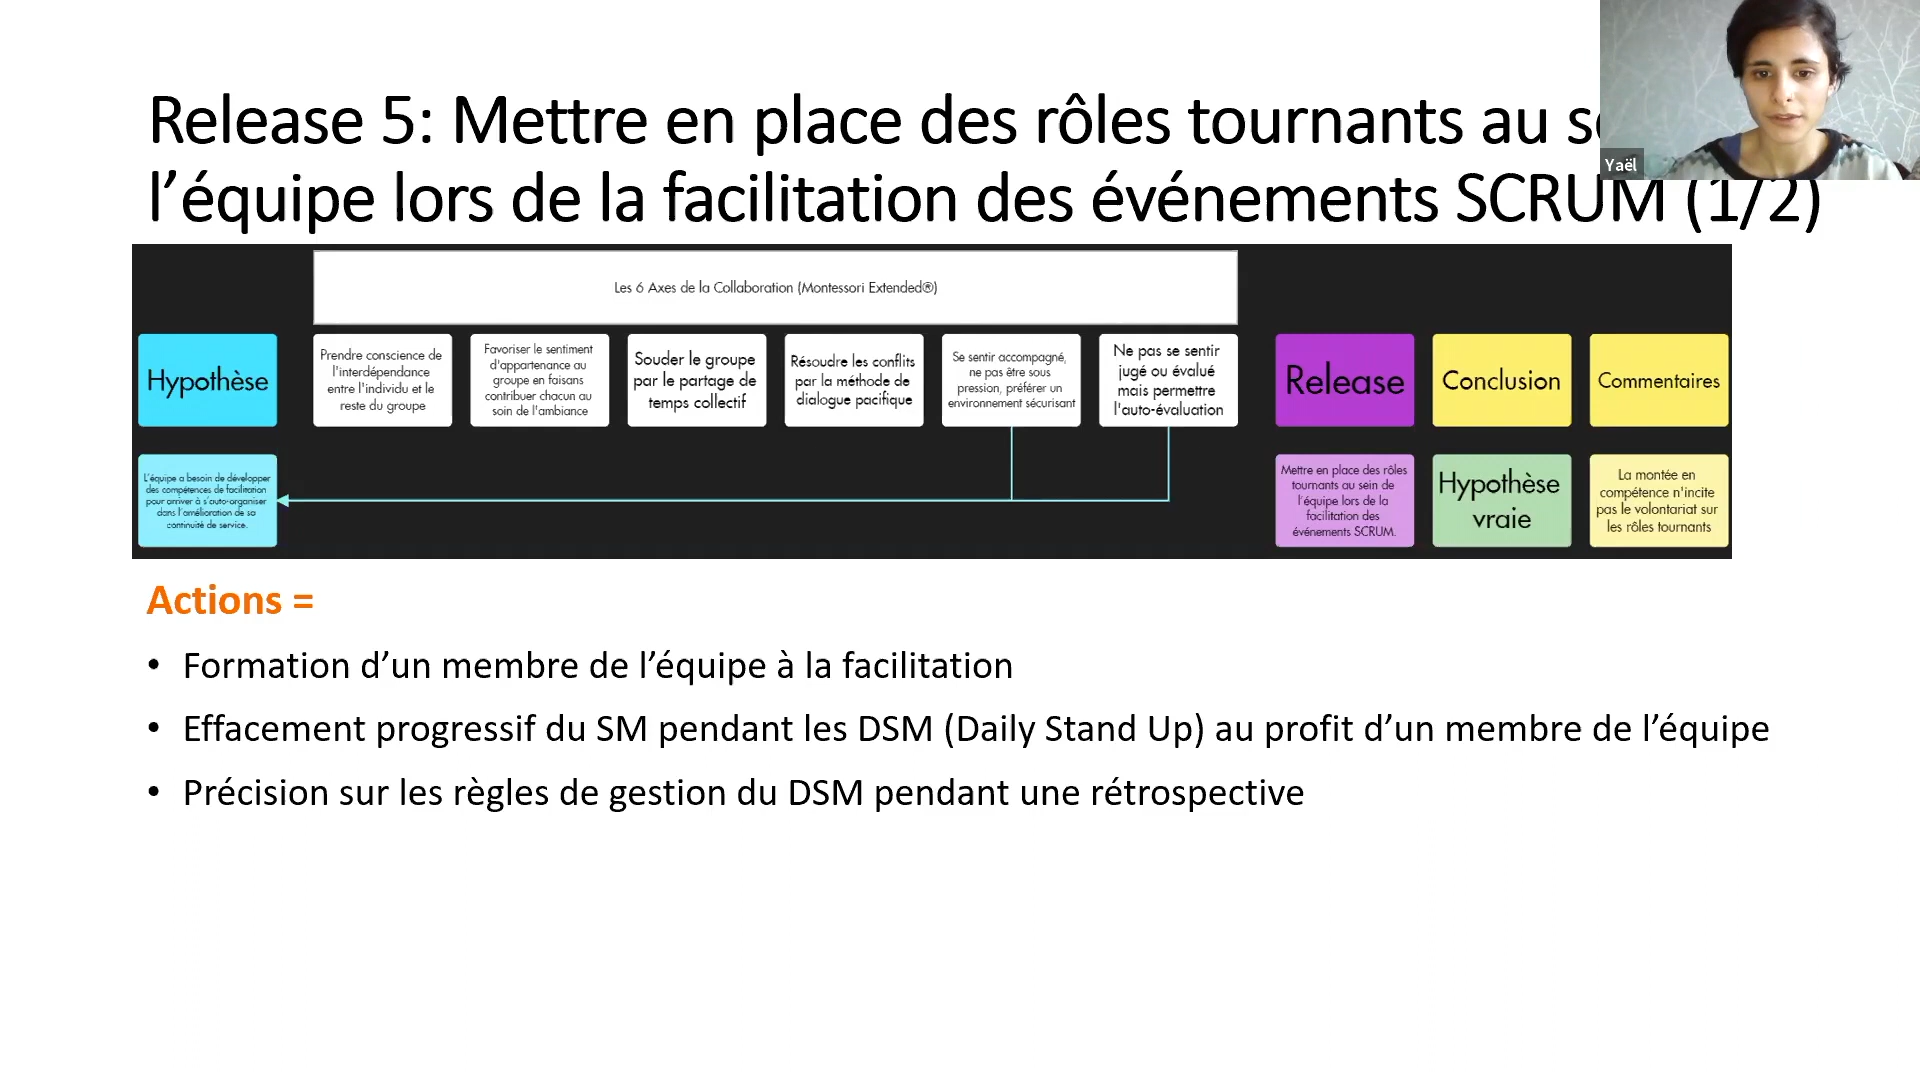 Release 5: Mettre en place des rôles tournants au
l’équipe lors de la facilitation des événements SCRUM (1/2)
Yaël
Les 6 Axes de la Collaboration (Montessori Extended®)
Hypothèse
Prendre conscience de
l'interdépendance
entre l'individu et le
reste du groupe
Favoriser le sentiment
d'appartenance au
groupe en faisans
contribuer chacun au
soin de l'ambiance
Souder le groupe
par le partage de
temps collectif
Résoudre les conflits
par la méthode de
dialogue pacifique
Se sentir accompagné,
ne pas être sous
pression, préférer un
environnement sécurisant
Ne pas se sentir
jugé ou évalué
mais permettre
l'auto-évaluation
Release
Conclusion
Commentaires
L'équipe a besoin de développer
des compétences de facilitation
pour arriver à s'auto-organiser
dans l'amélioration de sa
continuité de service.
Mettre en place des rôles
tournants au sein de
l'équipe lors de la
facilitation des
événements SCRUM.
Hypothèse
vraie
La montée en
compétence n'incite
pas le volontariat sur
les rôles tournants
Actions =
• Formation d’un membre de l’équipe à la facilitation
• Effacement progressif du SM pendant les DSM (Daily Stand Up) au profit d’un membre de l’équipe
• Précision sur les règles de gestion du DSM pendant une rétrospective